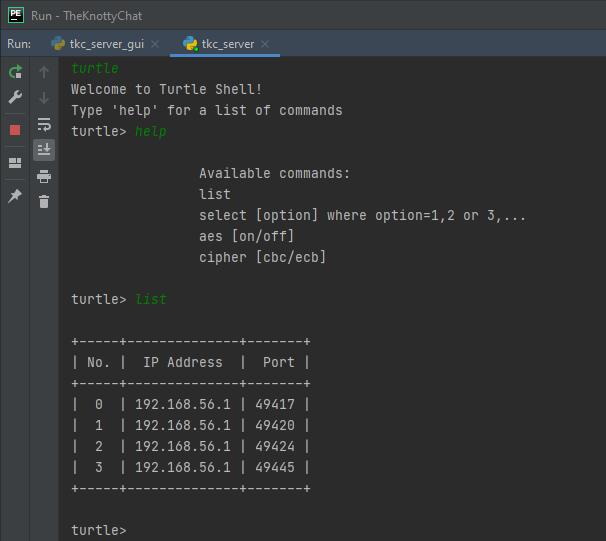 PE Run - TheKnottyChat
Run: tkc_server_gui × tkc_server ×
turtle
Welcome to Turtle Shell!
Type 'help' for a list of commands
turtle> help
Available commands:
list
select [option] where option=1,2 or 3,...
aes [on/off]
cipher [cbc/ecb]
turtle> list
+-----+--------------+-------+
| No. |  IP Address  |  Port |
+-----+--------------+-------+
|  0  | 192.168.56.1 | 49417 |
|  1  | 192.168.56.1 | 49420 |
|  2  | 192.168.56.1 | 49424 |
|  3  | 192.168.56.1 | 49445 |
+-----+--------------+-------+
turtle>